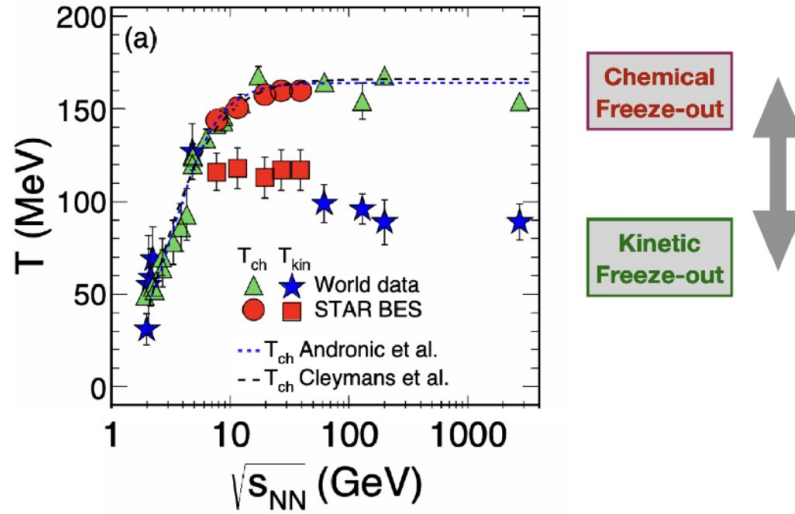 (a)
200
150
100
50
0
T (MeV)
T_ch T_kin
World data
STAR BES
T_ch Andronic et al.
T_ch Cleymans et al.
1 10 100 1000
√s_NN (GeV)
Chemical
Freeze-out
Kinetic
Freeze-out